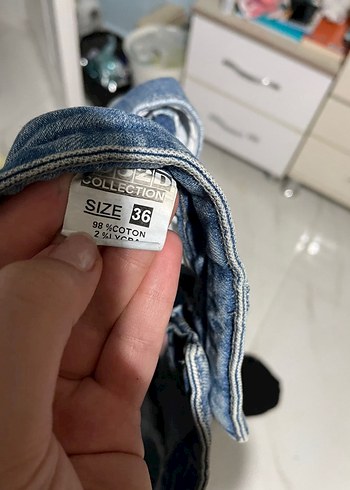 COLLECTION
SIZE 36
98 %COTON
2 %LYCRA